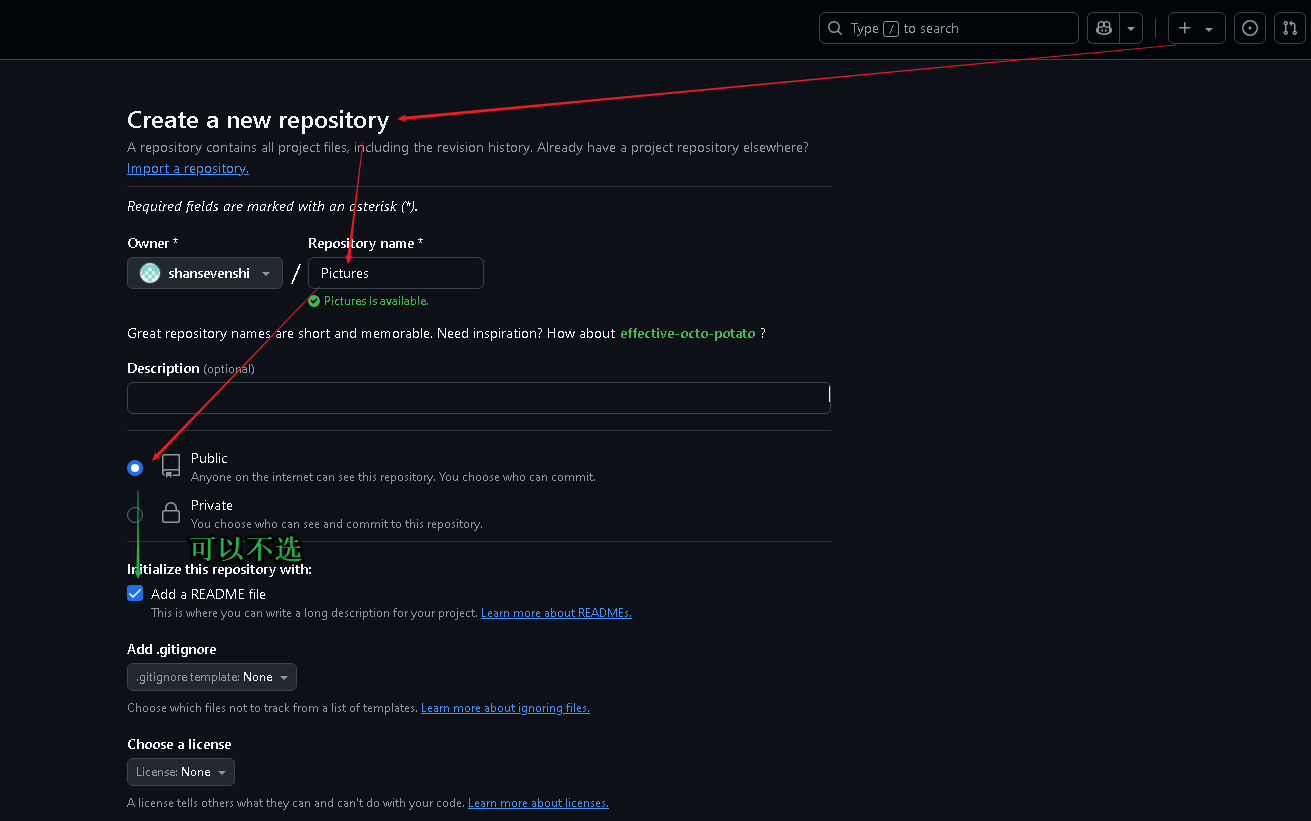 Type / to search
Create a new repository
A repository contains all project files, including the revision history. Already have a project repository elsewhere?
Import a repository.
Required fields are marked with an asterisk (*).
Owner * Repository name *
shansevenshi / Pictures
Pictures is available.
Great repository names are short and memorable. Need inspiration? How about effective-octo-potato ?
Description (optional)
Public
Anyone on the internet can see this repository. You choose who can commit.
Private
You choose who can see and commit to this repository.
可以不选
Initialize this repository with:
Add a README file
This is where you can write a long description for your project. Learn more about READMEs.
Add .gitignore
.gitignore template: None
Choose which files not to track from a list of templates. Learn more about ignoring files.
Choose a license
License: None
A license tells others what they can and can't do with your code. Learn more about licenses.